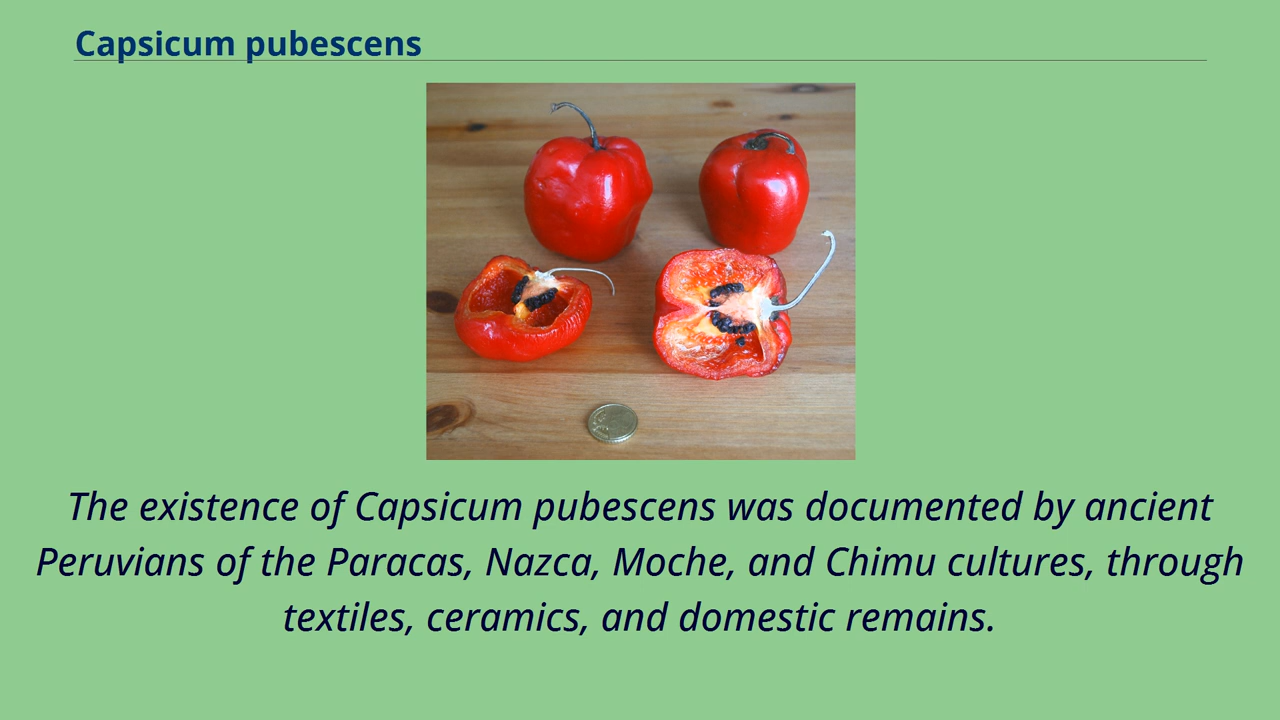 Capsicum pubescens
The existence of Capsicum pubescens was documented by ancient
Peruvians of the Paracas, Nazca, Moche, and Chimu cultures, through
textiles, ceramics, and domestic remains.